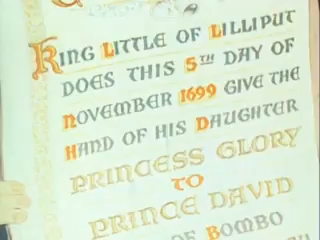 King Little of Lilliput
does this 5th day of
November 1699 give the
Hand of his Daughter
Princess Glory
to
Prince David
of Bombo